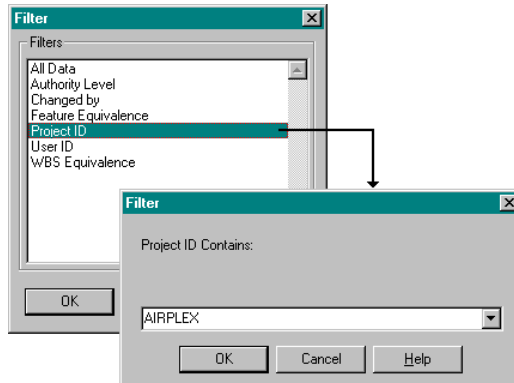 Filter
Filters
All Data
Authority Level
Changed by
Feature Equivalence
Project ID
User ID
WBS Equivalence
OK
Filter
Project ID Contains:
AIRPLEX
OK Cancel Help